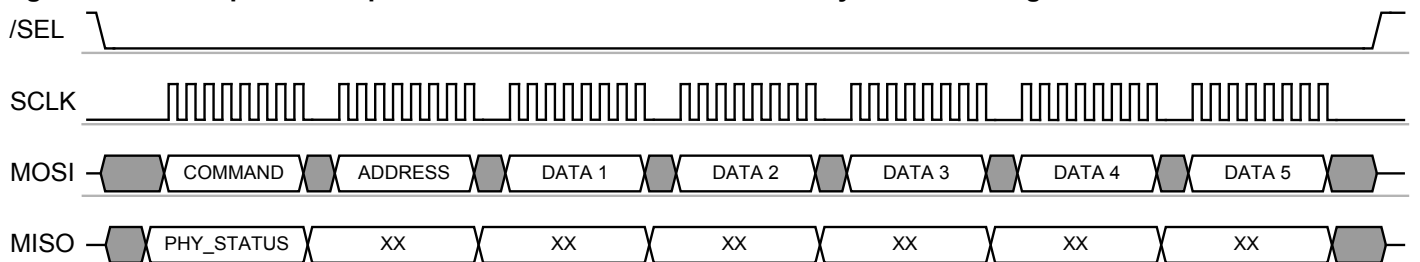 /SEL
SCLK
MOSI COMMAND ADDRESS DATA 1 DATA 2 DATA 3 DATA 4 DATA 5
MISO PHY_STATUS XX XX XX XX XX XX